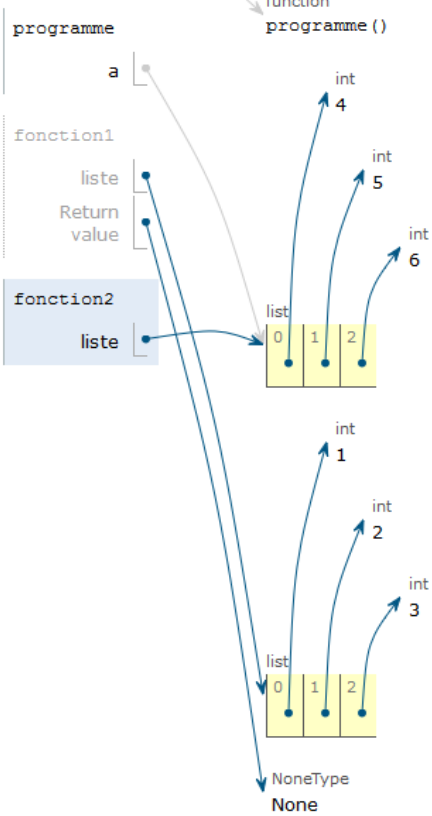 function
programme
programme()
a
int
4
fonction1
int
5
liste
Return
value
int
6
fonction2
list
liste
0 1 2
int
1
int
2
int
3
list
0 1 2
NoneType
None